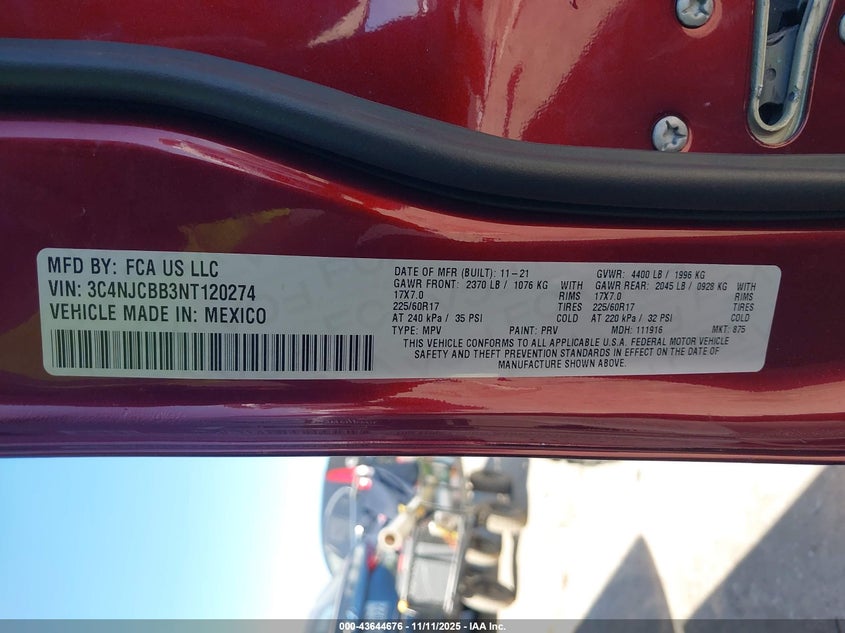 MFD BY: FCA US LLC
VIN: 3C4NJCBB3NT120274
VEHICLE MADE IN: MEXICO
DATE OF MFR (BUILT): 11-21 GVWR: 4400 LB / 1996 KG
GAWR FRONT: 2370 LB / 1076 KG GAWR REAR: 2045 LB / 0928 KG
17X7.0 RIMS 17X7.0 RIMS
225/60R17 TIRES 225/60R17 TIRES
AT 240 kPa / 35 PSI COLD AT 220 kPa / 32 PSI COLD
TYPE: MPV PAINT: PRV MDH: 111916 MKT: 875
THIS VEHICLE CONFORMS TO ALL APPLICABLE U.S.A. FEDERAL MOTOR VEHICLE
SAFETY AND THEFT PREVENTION STANDARDS IN EFFECT ON THE DATE OF
MANUFACTURE SHOWN ABOVE.
000-43644676 - 11/11/2025 - IAA Inc.